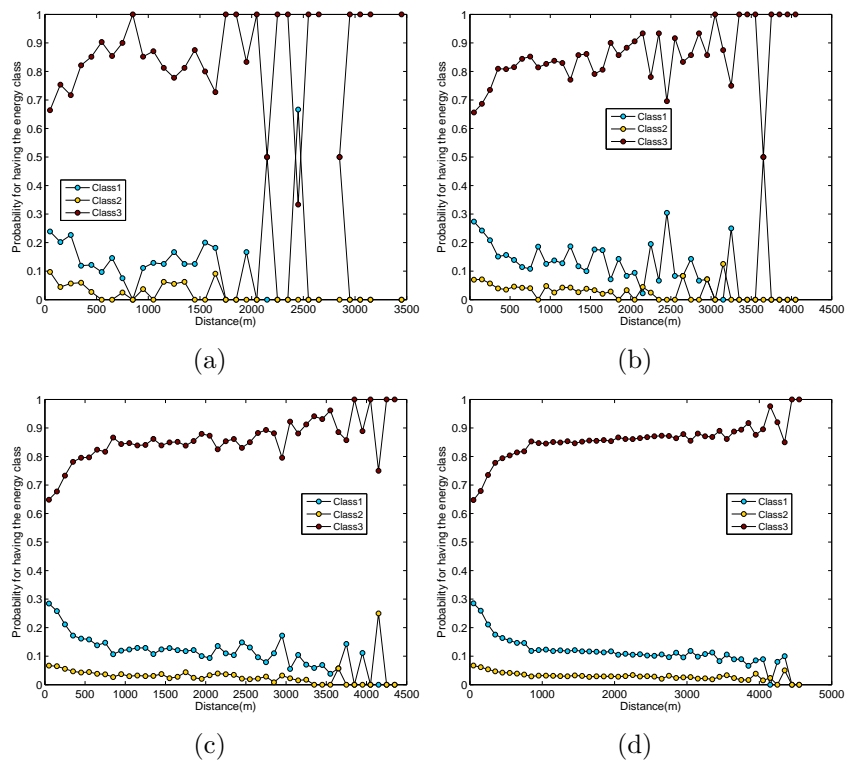 1
0.9
0.8
0.7
0.6
0.5
0.4
0.3
0.2
0.1
0
0 500 1000 1500 2000 2500 3000 3500
Distance(m)
Probability for having the energy class
Class1
Class2
Class3
(a)
1
0.9
0.8
0.7
0.6
0.5
0.4
0.3
0.2
0.1
0
0 500 1000 1500 2000 2500 3000 3500 4000 4500
Distance(m)
Probability for having the energy class
Class1
Class2
Class3
(b)
1
0.9
0.8
0.7
0.6
0.5
0.4
0.3
0.2
0.1
0
0 500 1000 1500 2000 2500 3000 3500 4000 4500
Distance(m)
Probability for having the energy class
Class1
Class2
Class3
(c)
1
0.9
0.8
0.7
0.6
0.5
0.4
0.3
0.2
0.1
0
0 1000 2000 3000 4000 5000
Distance(m)
Probability for having the energy class
Class1
Class2
Class3
(d)